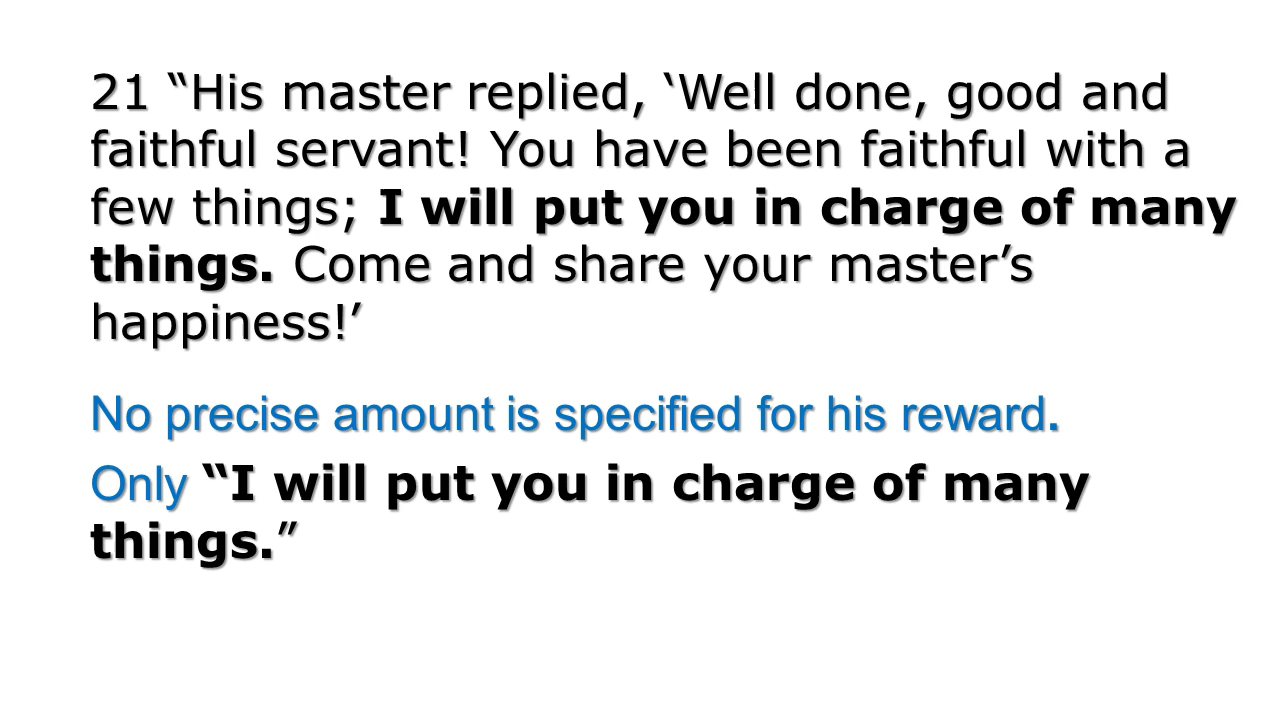 21 “His master replied, ‘Well done, good and
faithful servant! You have been faithful with a
few things; I will put you in charge of many
things. Come and share your master’s
happiness!’
No precise amount is specified for his reward.
Only “I will put you in charge of many
things.”